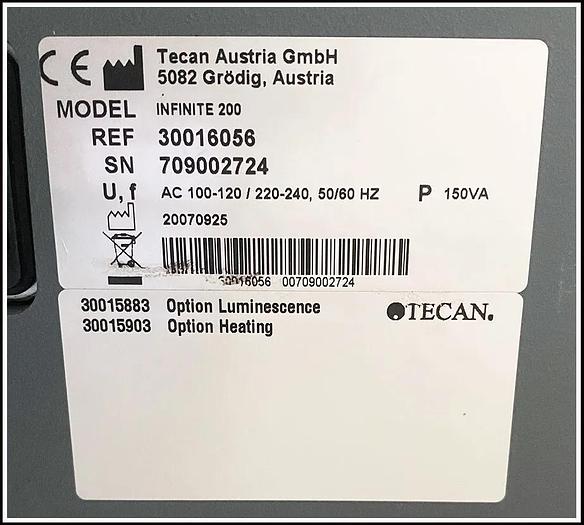 CE Tecan Austria GmbH
5082 Grödig, Austria
MODEL INFINITE 200
REF 30016056
SN 709002724
U, f AC 100-120 / 220-240, 50/60 HZ P 150VA
20070925
30016056 00709002724
30015883 Option Luminescence
30015903 Option Heating
TECAN.